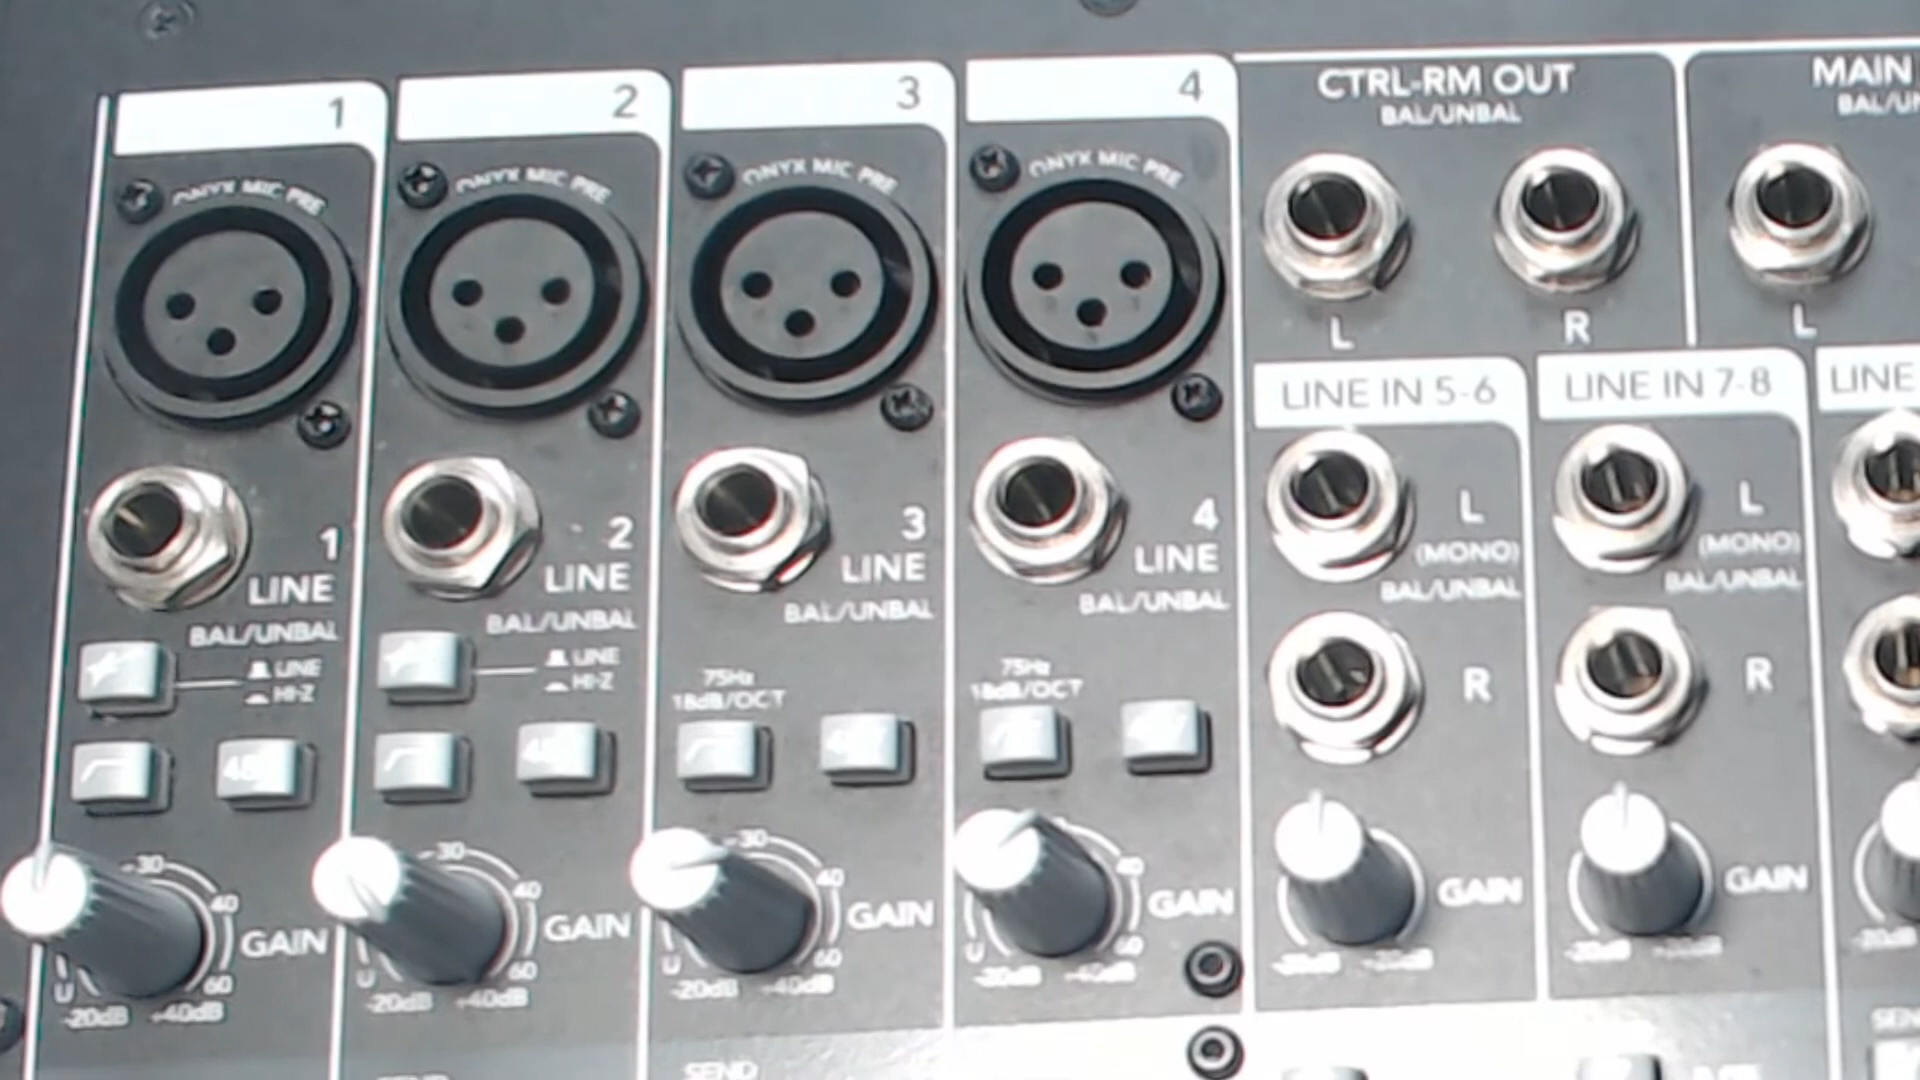 1
2
3
4
CTRL-RM OUT
BAL/UNBAL
MAIN
ONYX MIC PRE
ONYX MIC PRE
ONYX MIC PRE
ONYX MIC PRE
L
R
L
LINE IN 5-6
LINE IN 7-8
LINE
1
LINE
BAL/UNBAL
2
LINE
BAL/UNBAL
3
LINE
BAL/UNBAL
4
LINE
BAL/UNBAL
L
(MONO)
BAL/UNBAL
L
(MONO)
BAL/UNBAL
LINE
HI-Z
LINE
HI-Z
75Hz
18dB/OCT
75Hz
18dB/OCT
R
R
30
40
60
U
-20dB +40dB
GAIN
30
40
60
U
-20dB +40dB
GAIN
30
40
60
U
-20dB +40dB
GAIN
40
60
U
-20dB +40dB
GAIN
GAIN
GAIN
SEND